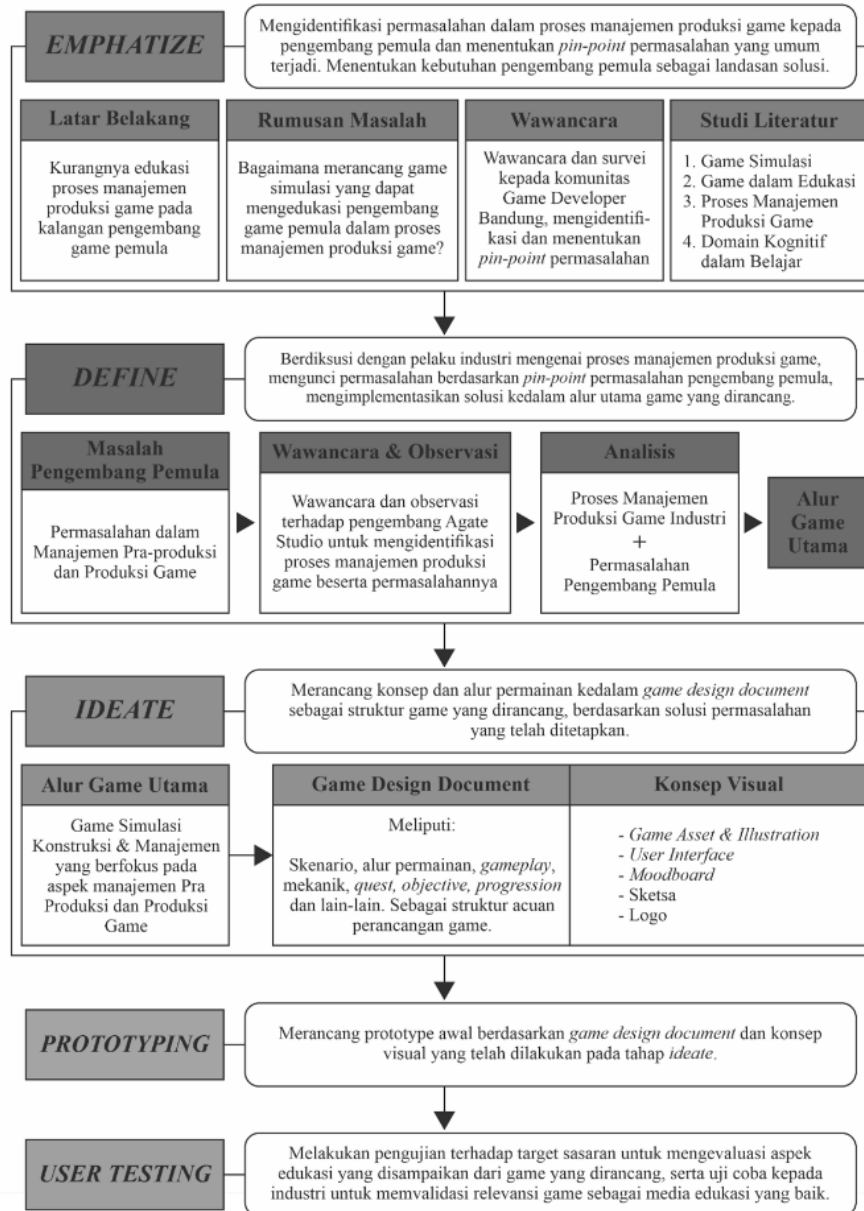 EMPHATIZE
Mengidentifikasi permasalahan dalam proses manajemen produksi game kepada
pengembang pemula dan menentukan pin-point permasalahan yang umum
terjadi. Menentukan kebutuhan pengembang pemula sebagai landasan solusi.
Latar Belakang
Kurangnya edukasi
proses manajemen
produksi game pada
kalangan pengembang
game pemula
Rumusan Masalah
Bagaimana merancang game
simulasi yang dapat
mengedukasi pengembang
game pemula dalam proses
manajemen produksi game?
Wawancara
Wawancara dan survei
kepada komunitas
Game Developer
Bandung, mengidentifi-
kasi dan menentukan
pin-point permasalahan
Studi Literatur
1. Game Simulasi
2. Game dalam Edukasi
3. Proses Manajemen
Produksi Game
4. Domain Kognitif
dalam Belajar
DEFINE
Berdiksusi dengan pelaku industri mengenai proses manajemen produksi game,
mengunci permasalahan berdasarkan pin-point permasalahan pengembang pemula,
mengimplementasikan solusi kedalam alur utama game yang dirancang.
Masalah
Pengembang Pemula
Permasalahan dalam
Manajemen Pra-produksi
dan Produksi Game
Wawancara & Observasi
Wawancara dan observasi
terhadap pengembang Agate
Studio untuk mengidentifikasi
proses manajemen produksi
game beserta permasalahannya
Analisis
Proses Manajemen
Produksi Game Industri
+
Permasalahan
Pengembang Pemula
Alur
Game
Utama
IDEATE
Merancang konsep dan alur permainan kedalam game design document
sebagai struktur game yang dirancang, berdasarkan solusi permasalahan
yang telah ditetapkan.
Alur Game Utama
Game Simulasi
Konstruksi & Manajemen
yang berfokus pada
aspek manajemen Pra
Produksi dan Produksi
Game
Game Design Document
Meliputi:
Skenario, alur permainan, gameplay,
mekanik, quest, objective, progression
dan lain-lain. Sebagai struktur acuan
perancangan game.
Konsep Visual
- Game Asset & Illustration
- User Interface
- Moodboard
- Sketsa
- Logo
PROTOTYPING
Merancang prototype awal berdasarkan game design document dan konsep
visual yang telah dilakukan pada tahap ideate.
USER TESTING
Melakukan pengujian terhadap target sasaran untuk mengevaluasi aspek
edukasi yang disampaikan dari game yang dirancang, serta uji coba kepada
industri untuk memvalidasi relevansi game sebagai media edukasi yang baik.